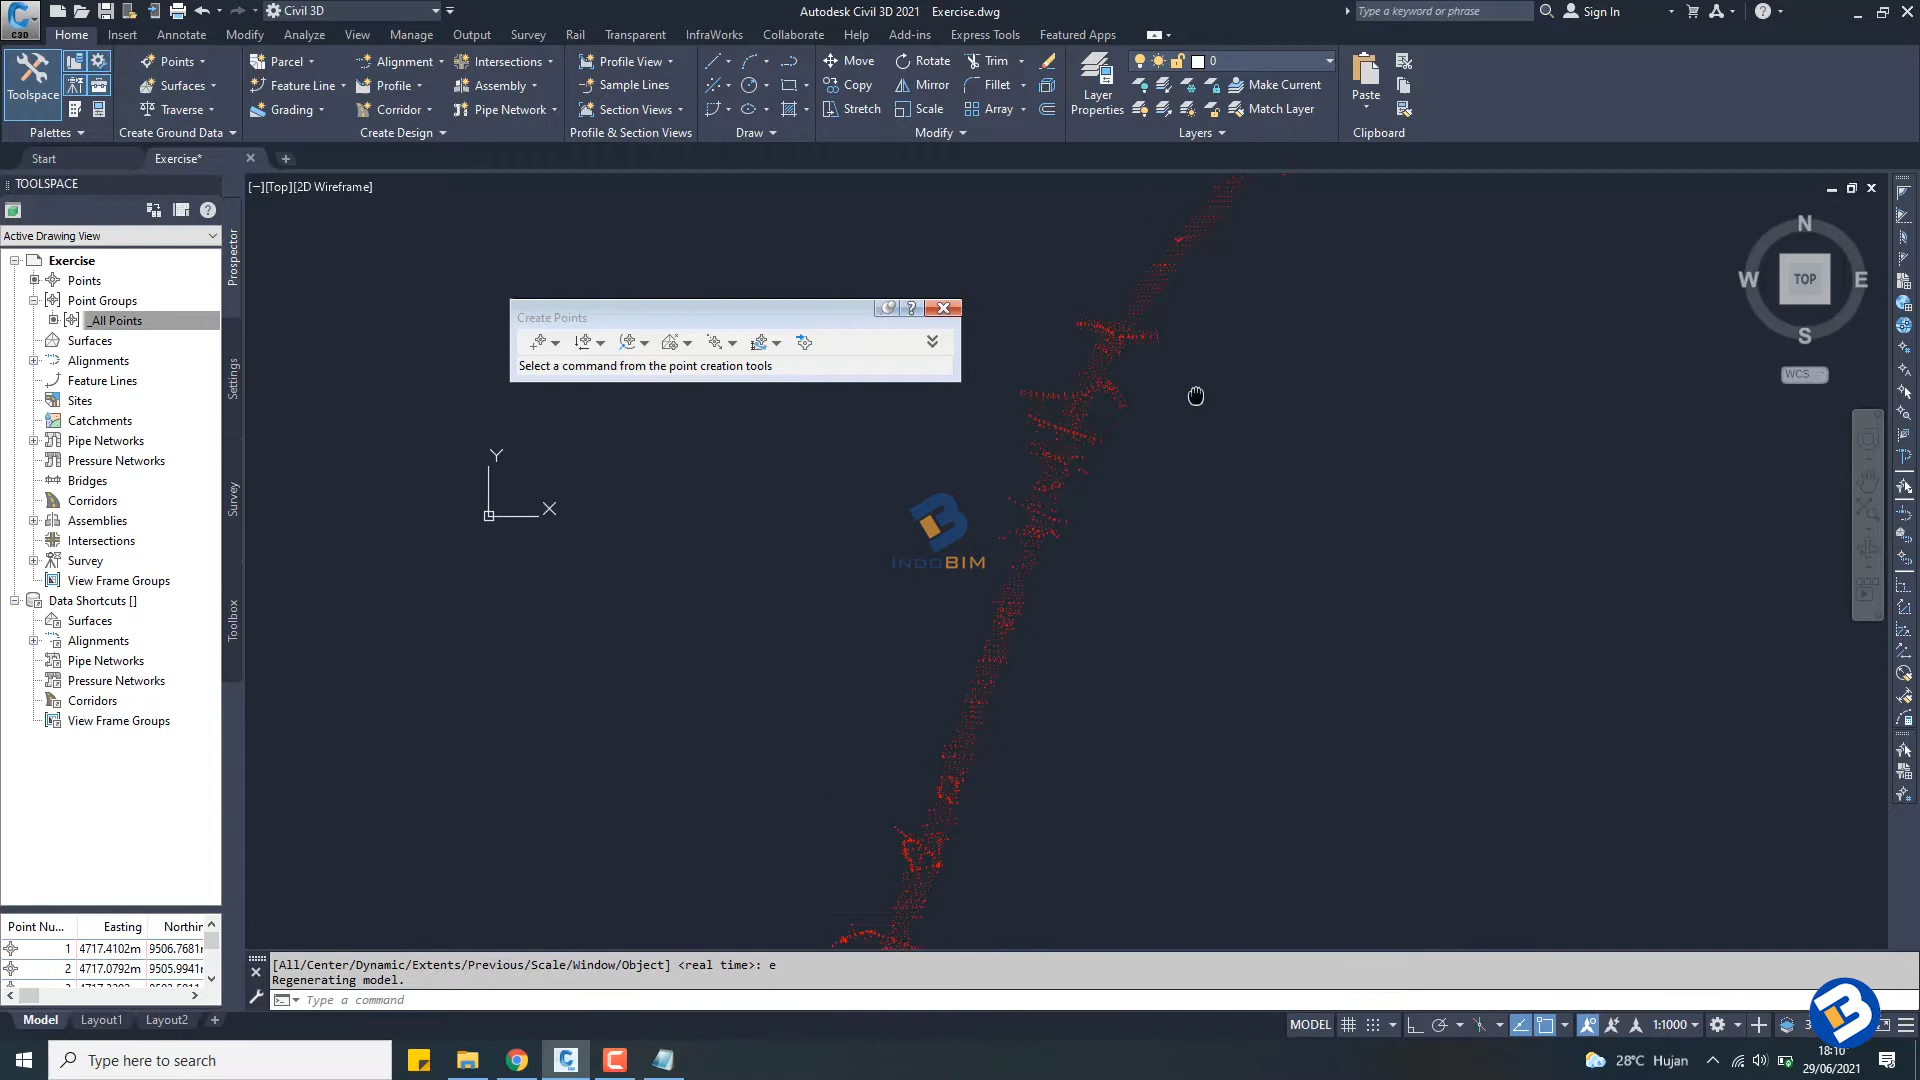 Civil 3D
Autodesk Civil 3D 2021 Exercise.dwg
Type a keyword or phrase
Sign In
C3D
Home Insert Annotate Modify Analyze View Manage Output Survey Rail Transparent InfraWorks Collaborate Help Add-ins Express Tools Featured Apps
Toolspace
Points Parcel Alignment Intersections Profile View Move Rotate Trim 0
Surfaces Feature Line Profile Assembly Sample Lines Copy Mirror Fillet Make Current
Traverse Grading Corridor Pipe Network Section Views Stretch Scale Array Match Layer
Layer Properties
Paste
Palettes Create Ground Data Create Design Profile & Section Views Draw Modify Layers Clipboard
Start Exercise*
TOOLSPACE
[−][Top][2D Wireframe]
Active Drawing View
Exercise
Points
Point Groups
_All Points
Surfaces
Alignments
Feature Lines
Sites
Catchments
Pipe Networks
Pressure Networks
Bridges
Corridors
Assemblies
Intersections
Survey
View Frame Groups
Data Shortcuts []
Surfaces
Alignments
Pipe Networks
Pressure Networks
Corridors
View Frame Groups
Prospector
Settings
Survey
Toolbox
Create Points
Select a command from the point creation tools
N
W TOP E
S
WCS
Y
X
INDOBIM
Point Nu... Easting Northin
1 4717.4102m 9506.7681
2 4717.0792m 9505.9941
[All/Center/Dynamic/Extents/Previous/Scale/Window/Object] <real time>: e
Regenerating model.
Type a command
Model Layout1 Layout2 +
MODEL 1:1000
Type here to search
28°C Hujan
18:10
29/06/2021